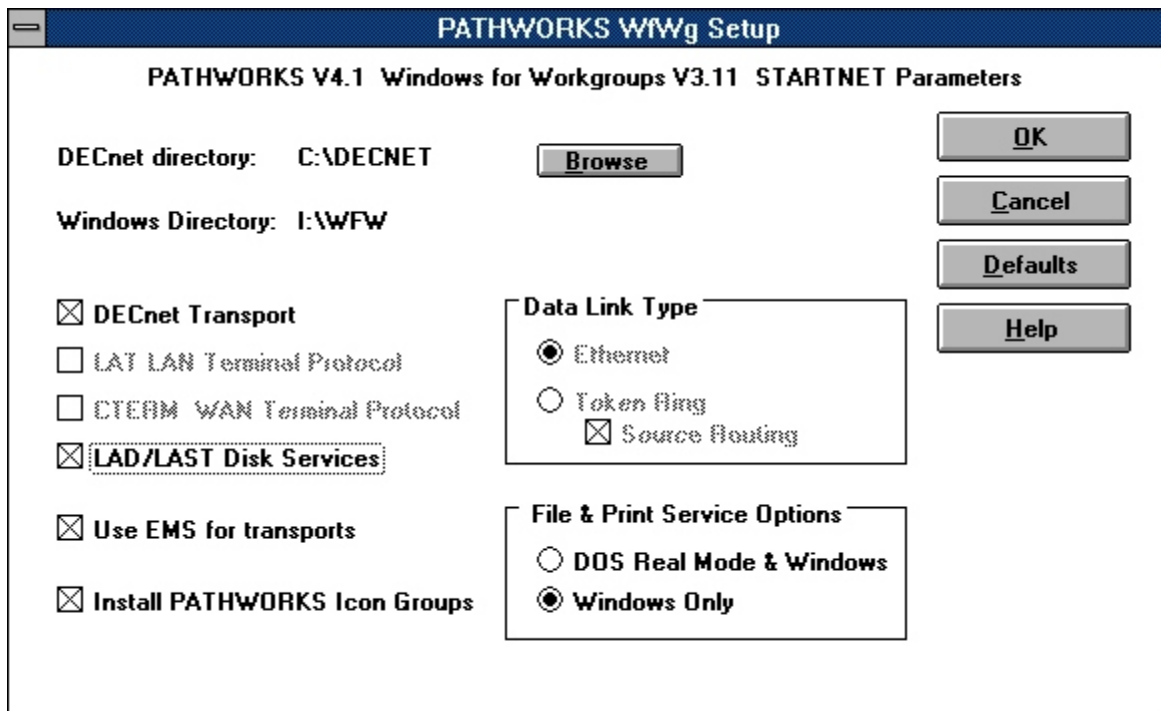 PATHWORKS WfWg Setup
PATHWORKS V4.1 Windows for Workgroups V3.11 STARTNET Parameters
DECnet directory: C:\DECNET
Browse
Windows Directory: I:\WFW
OK
Cancel
Defaults
Help
DECnet Transport
LAT LAN Terminal Protocol
CTERM WAN Terminal Protocol
LAD/LAST Disk Services
Use EMS for transports
Install PATHWORKS Icon Groups
Data Link Type
Ethernet
Token Ring
Source Routing
File & Print Service Options
DOS Real Mode & Windows
Windows Only